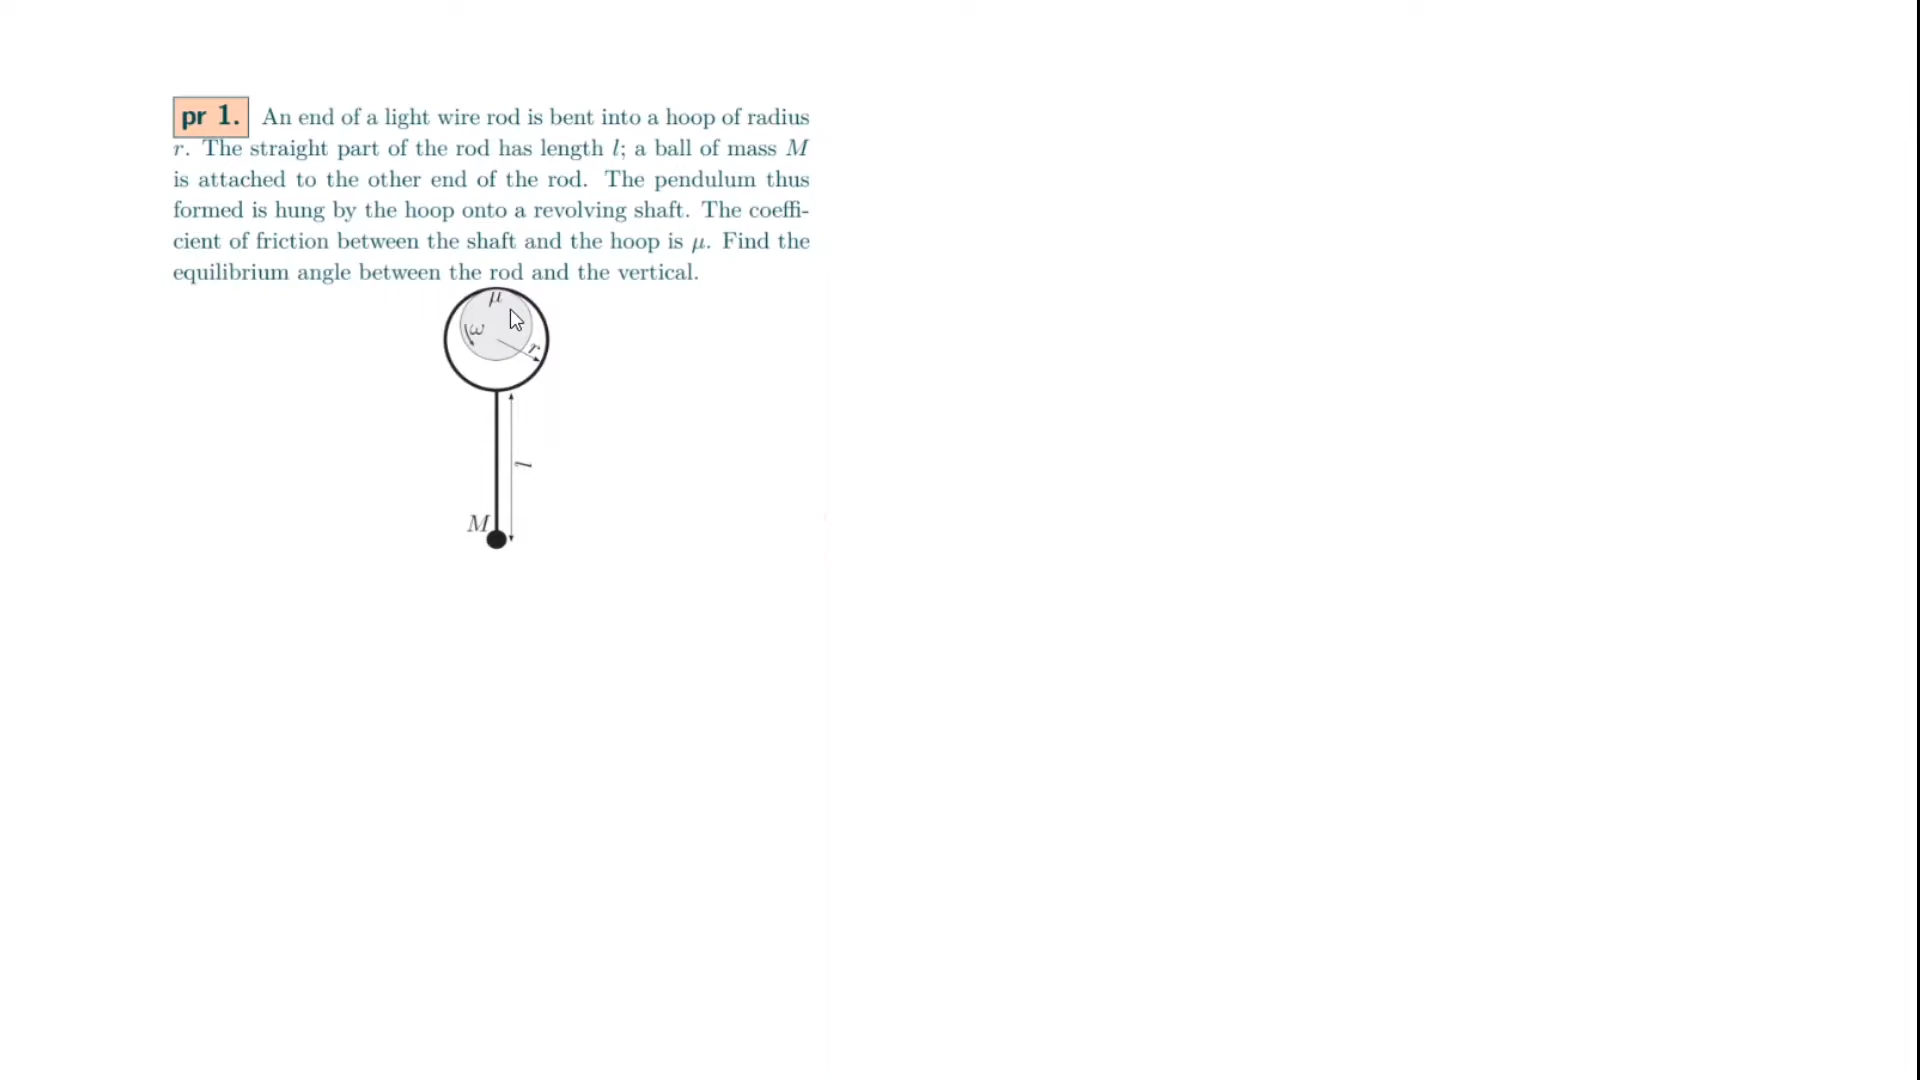 pr 1. An end of a light wire rod is bent into a hoop of radius
r. The straight part of the rod has length l; a ball of mass M
is attached to the other end of the rod. The pendulum thus
formed is hung by the hoop onto a revolving shaft. The coeffi-
cient of friction between the shaft and the hoop is μ. Find the
equilibrium angle between the rod and the vertical.
μ
ω
r
l
M